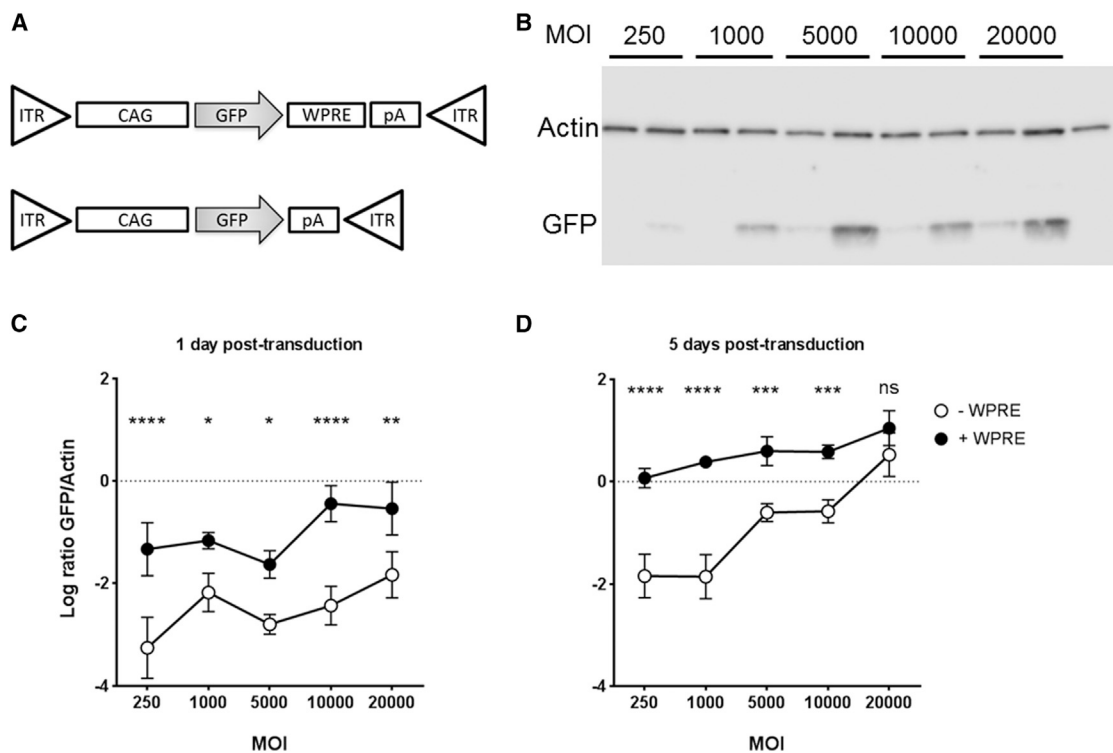 A
ITR CAG GFP WPRE pA ITR
ITR CAG GFP pA ITR
B
MOI 250 1000 5000 10000 20000
Actin
GFP
C
1 day post-transduction
**** * * **** **
2
0
-2
-4
Log ratio GFP/Actin
250 1000 5000 10000 20000
MOI
D
5 days post-transduction
**** **** *** *** ns
2
0
-2
-4
250 1000 5000 10000 20000
MOI
- WPRE
+ WPRE